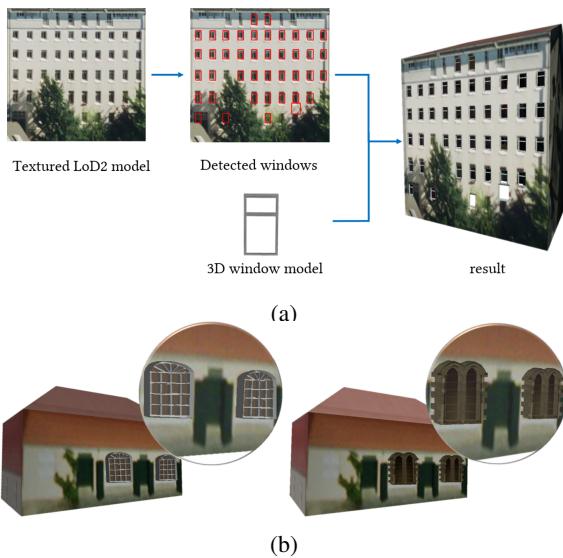 Textured LoD2 model
Detected windows
3D window model
result
(a)
(b)